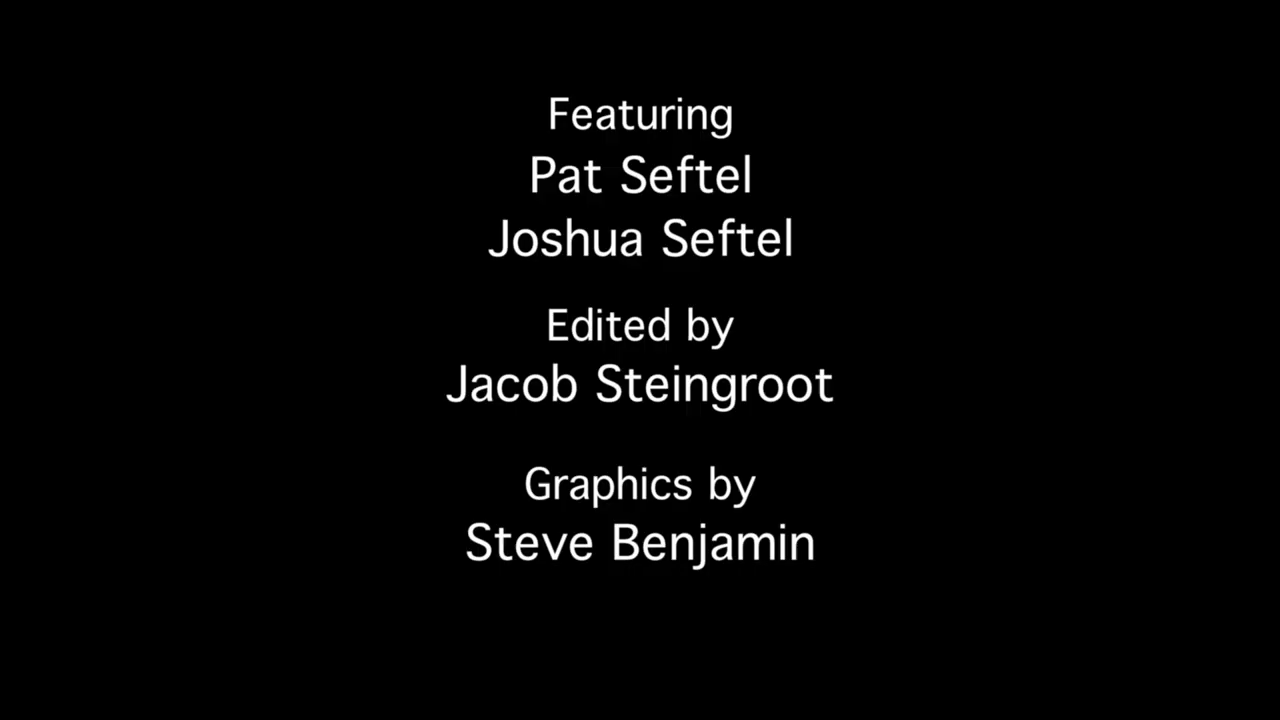 Featuring
Pat Seftel
Joshua Seftel
Edited by
Jacob Steingroot
Graphics by
Steve Benjamin